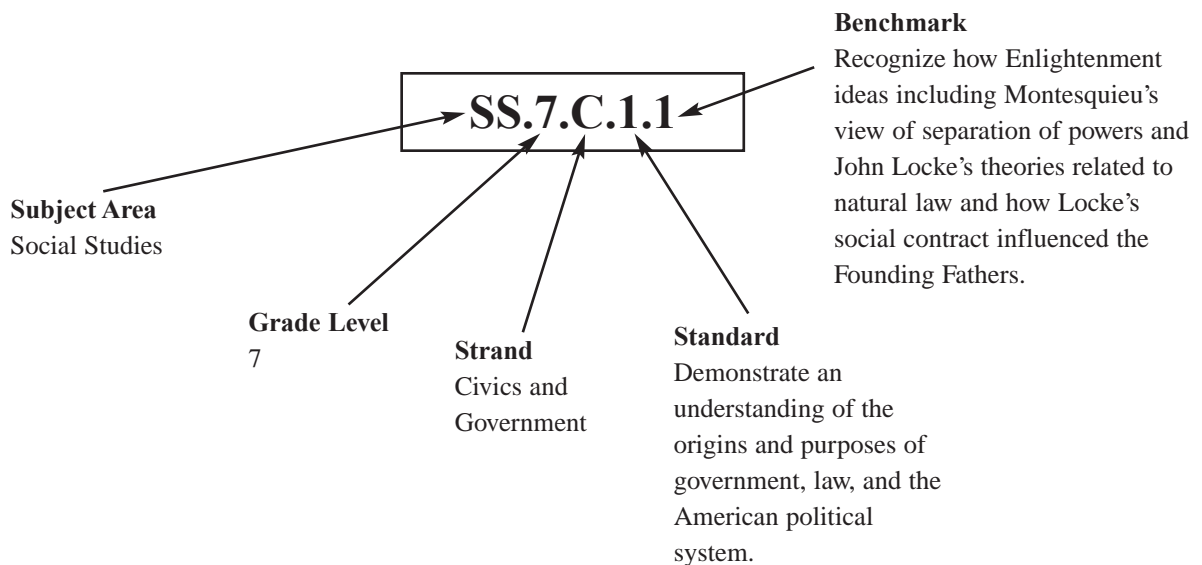 Benchmark
Recognize how Enlightenment
ideas including Montesquieu’s
view of separation of powers and
John Locke’s theories related to
natural law and how Locke’s
social contract influenced the
Founding Fathers.
SS.7.C.1.1
Subject Area
Social Studies
Grade Level
7
Strand
Civics and
Government
Standard
Demonstrate an
understanding of the
origins and purposes of
government, law, and the
American political
system.